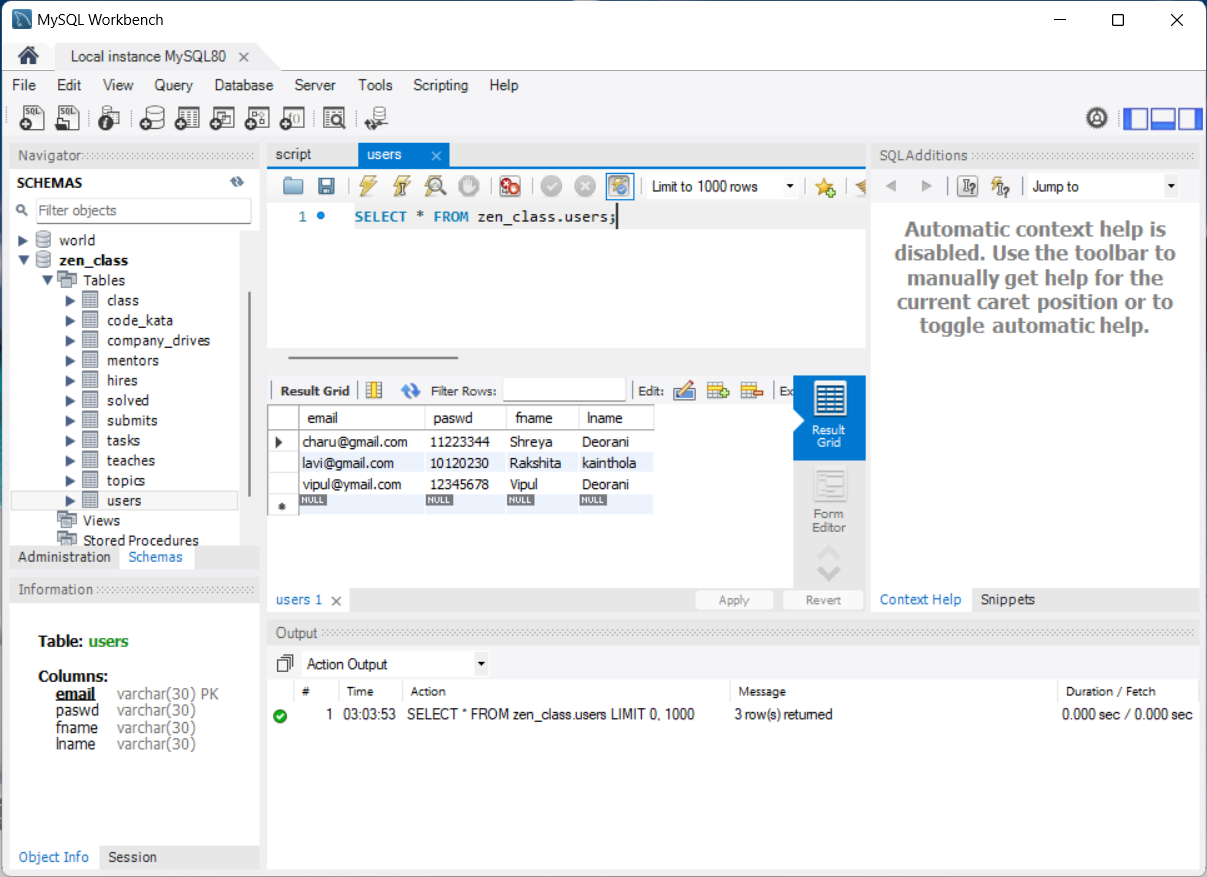 MySQL Workbench
Local instance MySQL80
File Edit View Query Database Server Tools Scripting Help
Navigator
SCHEMAS
Filter objects
world
zen_class
Tables
class
code_kata
company_drives
mentors
hires
solved
submits
tasks
teaches
topics
users
Views
Stored Procedures
Administration Schemas
Information
Table: users
Columns:
email varchar(30) PK
paswd varchar(30)
fname varchar(30)
lname varchar(30)
Object Info Session
script users
Limit to 1000 rows
1 SELECT * FROM zen_class.users;
Result Grid Filter Rows: Edit: Ex
email paswd fname lname
charu@gmail.com 11223344 Shreya Deorani
lavi@gmail.com 10120230 Rakshita kainthola
vipul@ymail.com 12345678 Vipul Deorani
NULL NULL NULL NULL
Result
Grid
Form
Editor
users 1 Apply Revert
SQLAdditions
Jump to
Automatic context help is
disabled. Use the toolbar to
manually get help for the
current caret position or to
toggle automatic help.
Context Help Snippets
Output
Action Output
# Time Action Message Duration / Fetch
1 03:03:53 SELECT * FROM zen_class.users LIMIT 0, 1000 3 row(s) returned 0.000 sec / 0.000 sec